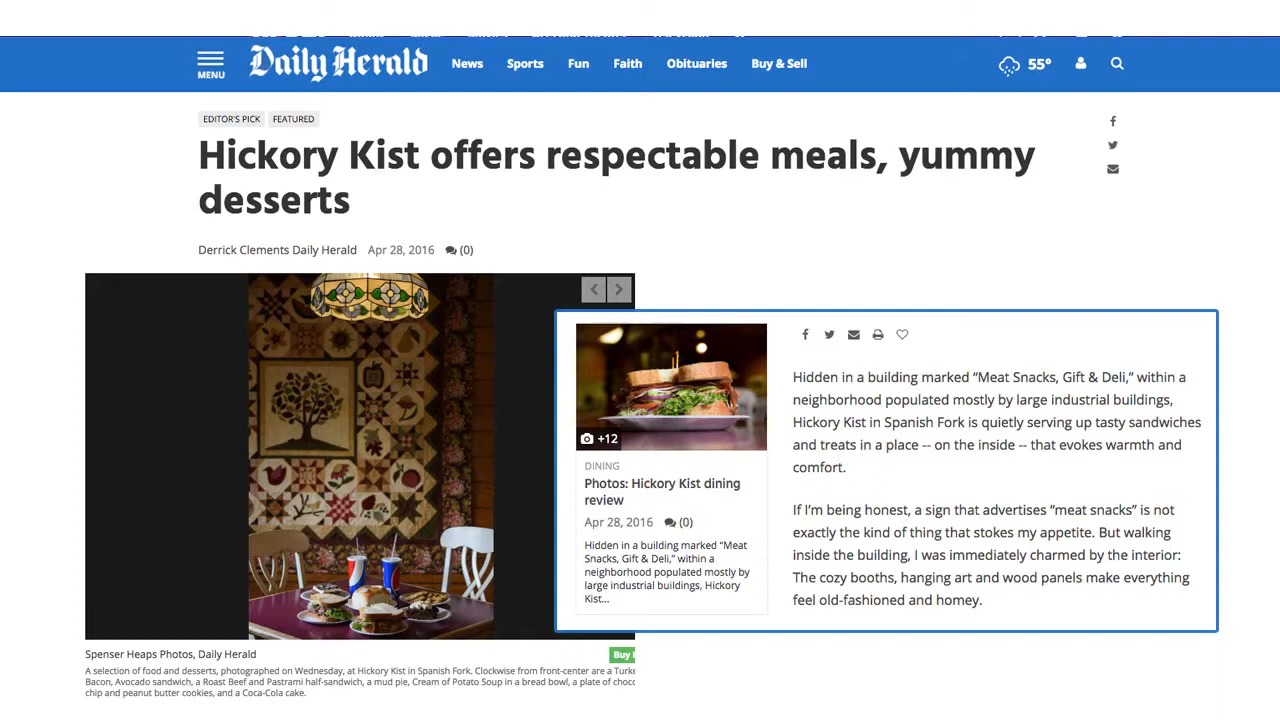 MENU
Daily Herald
News
Sports
Fun
Faith
Obituaries
Buy & Sell
55°
EDITOR'S PICK
FEATURED
Hickory Kist offers respectable meals, yummy
desserts
Derrick Clements Daily Herald
Apr 28, 2016
(0)
Spenser Heaps Photos, Daily Herald
Buy
A selection of food and desserts, photographed on Wednesday, at Hickory Kist in Spanish Fork. Clockwise from front-center are a
Bacon, Avocado sandwich, a Roast Beef and Pastrami half-sandwich, a mud pie, Cream of Potato Soup in a bread bowl, a plate of
chip and peanut butter cookies, and a Coca-Cola cake.
+12
DINING
Photos: Hickory Kist dining
review
Apr 28, 2016
(0)
Hidden in a building marked “Meat
Snacks, Gift & Deli,” within a
neighborhood populated mostly by
large industrial buildings, Hickory
Kist...
Hidden in a building marked “Meat Snacks, Gift & Deli,” within a
neighborhood populated mostly by large industrial buildings,
Hickory Kist in Spanish Fork is quietly serving up tasty sandwiches
and treats in a place -- on the inside -- that evokes warmth and
comfort.
If I’m being honest, a sign that advertises “meat snacks” is not
exactly the kind of thing that stokes my appetite. But walking
inside the building, I was immediately charmed by the interior:
The cozy booths, hanging art and wood panels make everything
feel old-fashioned and homey.